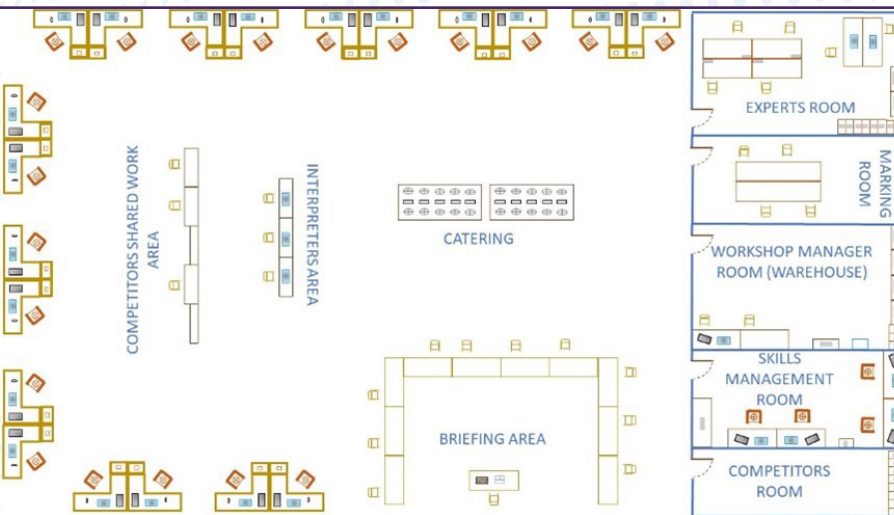 EXPERTS ROOM
MARKING
ROOM
COMPETITORS SHARED WORK
AREA
INTERPRETERS AREA
CATERING
WORKSHOP MANAGER
ROOM (WAREHOUSE)
SKILLS
MANAGEMENT
ROOM
BRIEFING AREA
COMPETITORS
ROOM